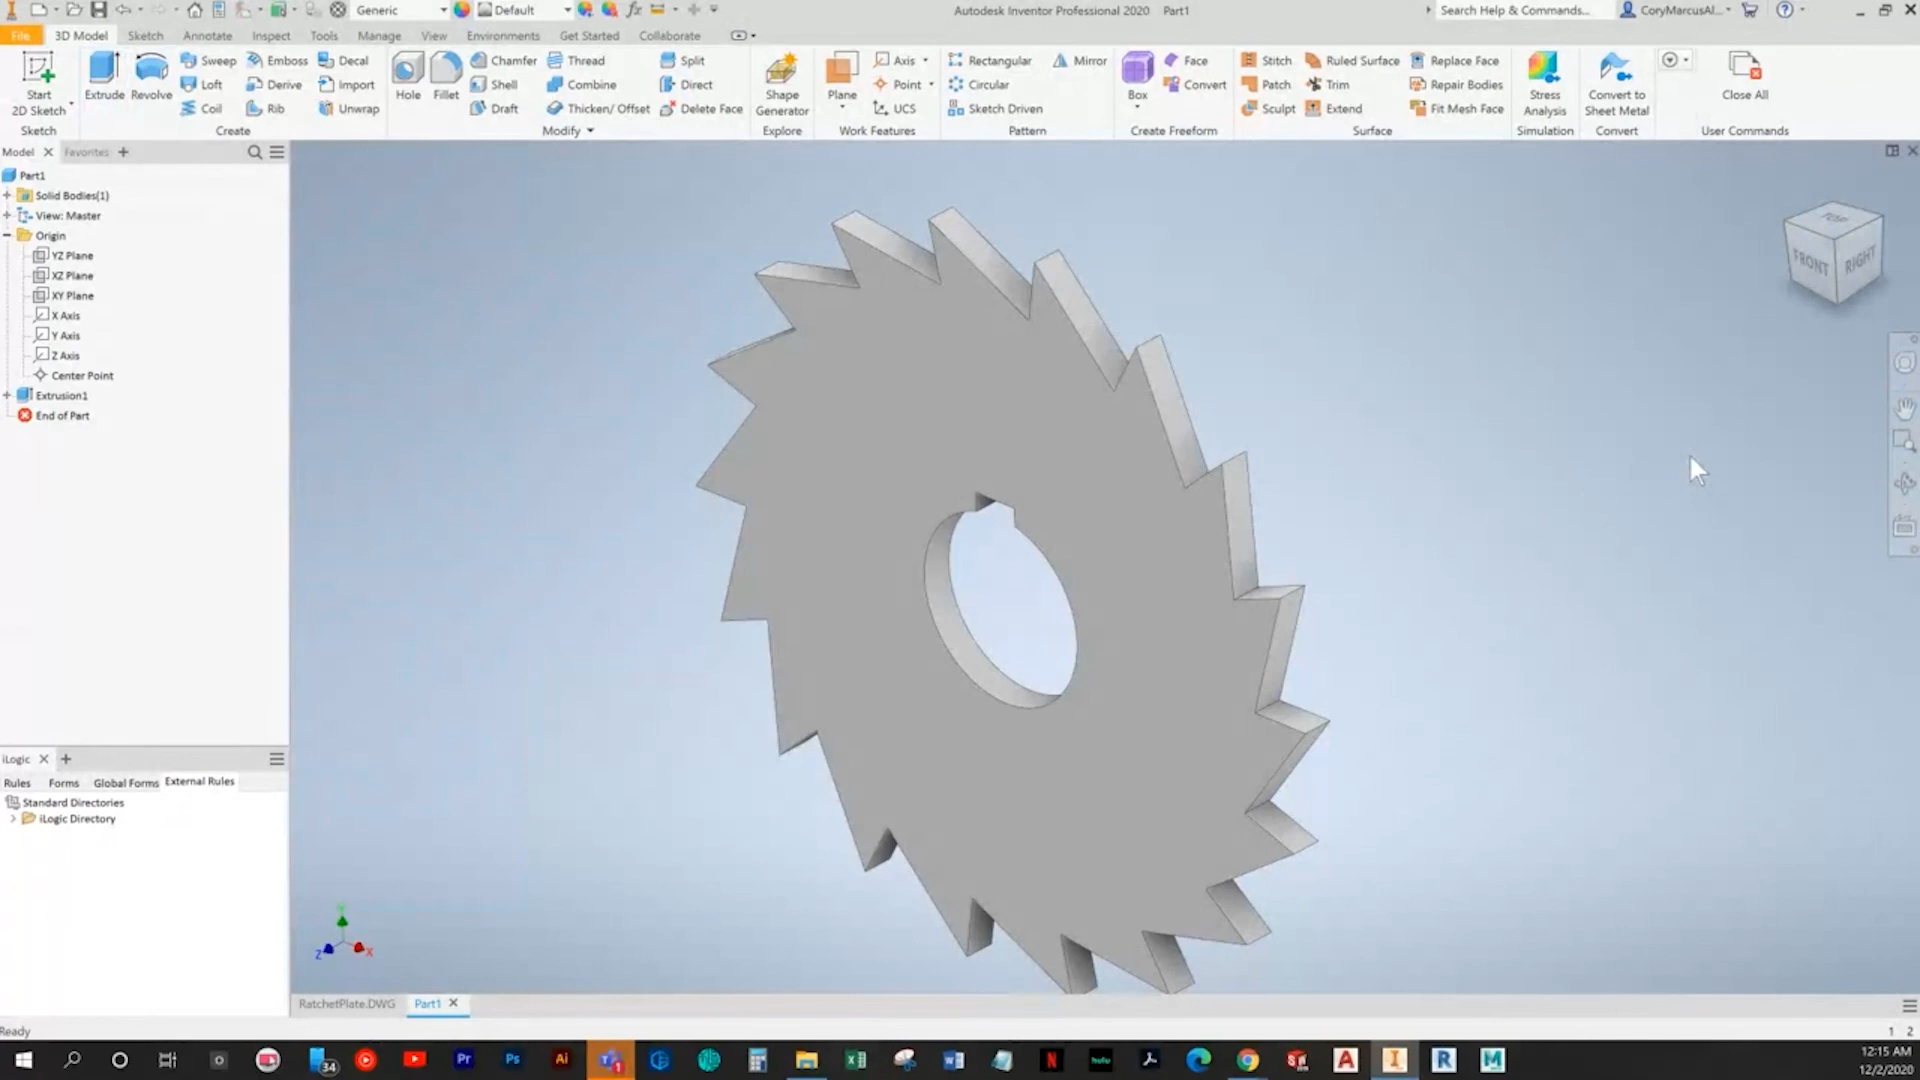 Generic
Default
Autodesk Inventor Professional 2020 Part1
Search Help & Commands...
CoryMarcusAl...
File
3D Model
Sketch
Annotate
Inspect
Tools
Manage
View
Environments
Get Started
Collaborate
Start
2D Sketch
Sketch
Extrude
Revolve
Sweep
Emboss
Decal
Loft
Derive
Import
Coil
Rib
Unwrap
Create
Hole
Fillet
Chamfer
Thread
Split
Shell
Combine
Direct
Draft
Thicken/ Offset
Delete Face
Modify
Shape
Generator
Explore
Plane
Axis
Point
UCS
Work Features
Rectangular
Mirror
Circular
Sketch Driven
Pattern
Box
Face
Convert
Create Freeform
Stitch
Ruled Surface
Replace Face
Patch
Trim
Repair Bodies
Sculpt
Extend
Fit Mesh Face
Surface
Stress
Analysis
Simulation
Convert to
Sheet Metal
Convert
Close All
User Commands
Model
Favorites
Part1
Solid Bodies(1)
View: Master
Origin
YZ Plane
XZ Plane
XY Plane
X Axis
Y Axis
Z Axis
Center Point
Extrusion1
End of Part
TOP
FRONT
RIGHT
iLogic
Rules
Forms
Global Forms
External Rules
Standard Directories
iLogic Directory
Y
Z
X
RatchetPlate.DWG
Part1
Ready
1 2
34
Pr
Ps
Ai
1
hulu
12:15 AM
12/2/2020